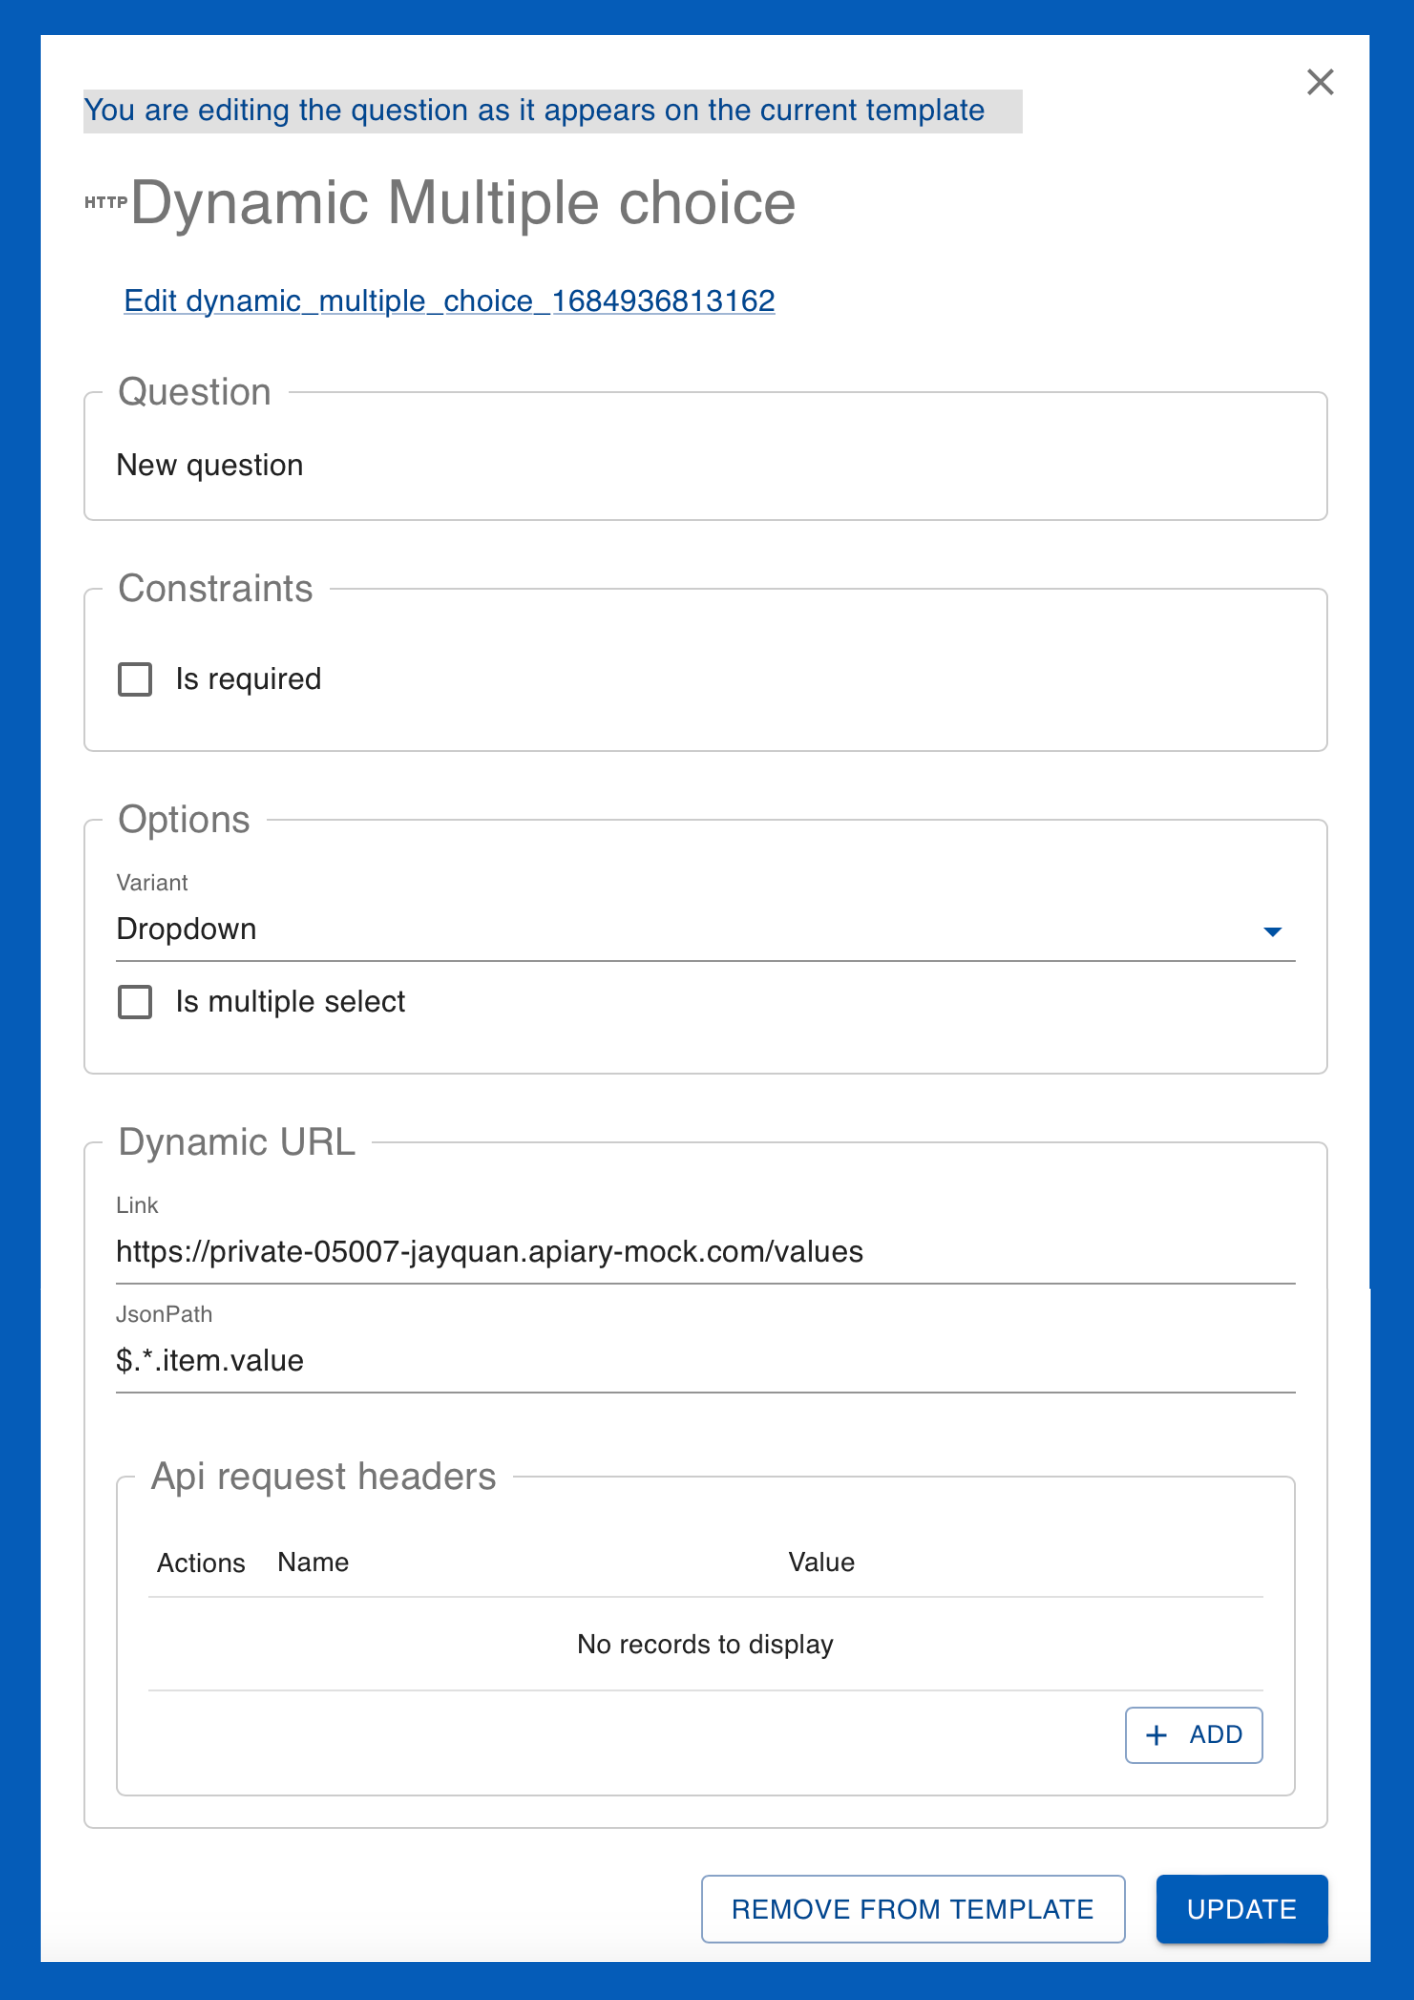 You are editing the question as it appears on the current template
HTTP Dynamic Multiple choice
Edit dynamic_multiple_choice_1684936813162
Question
New question
Constraints
Is required
Options
Variant
Dropdown
Is multiple select
Dynamic URL
Link
https://private-05007-jayquan.apiary-mock.com/values
JsonPath
$.*.item.value
Api request headers
Actions Name Value
No records to display
+ ADD
REMOVE FROM TEMPLATE UPDATE